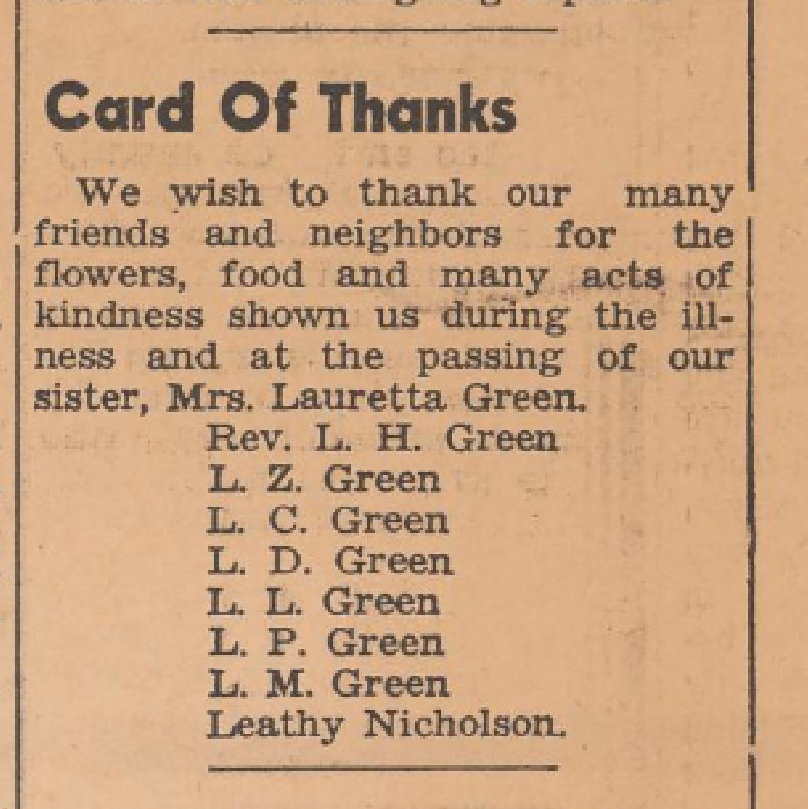 Card Of Thanks
We wish to thank our many
friends and neighbors for the
flowers, food and many acts of
kindness shown us during the ill-
ness and at the passing of our
sister, Mrs. Lauretta Green.
Rev. L. H. Green
L. Z. Green
L. C. Green
L. D. Green
L. L. Green
L. P. Green
L. M. Green
Leathy Nicholson.